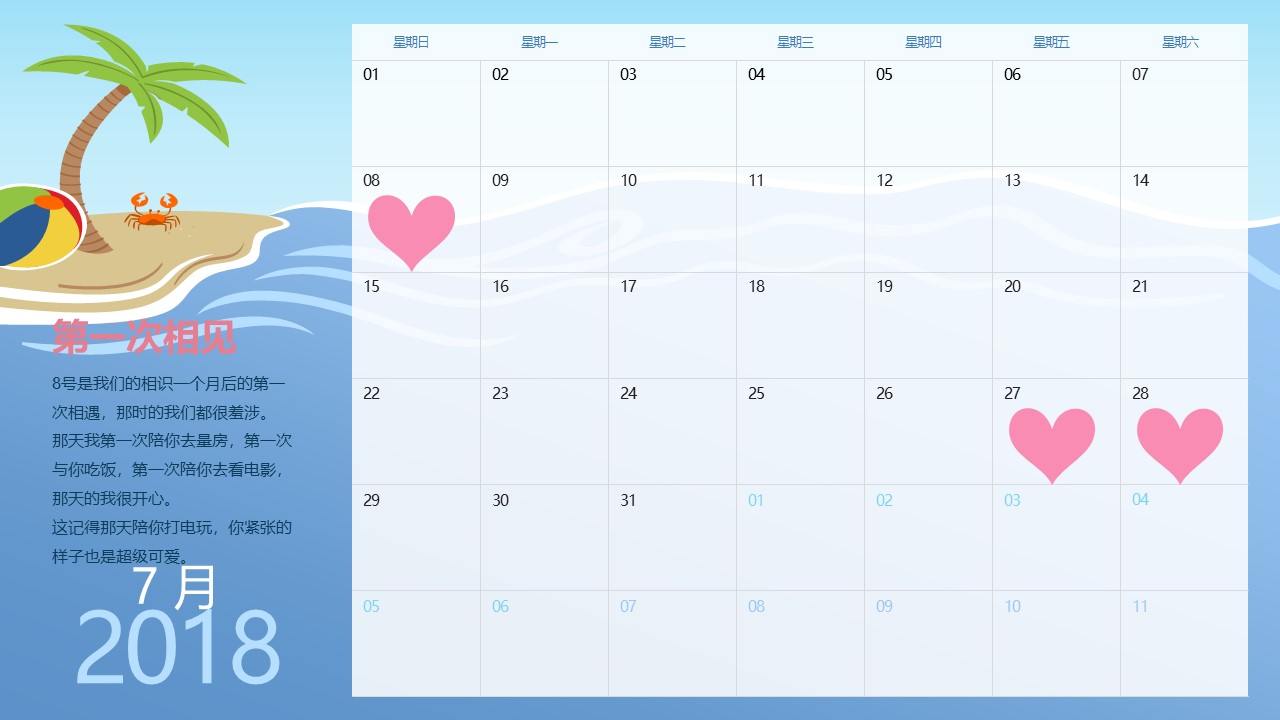 星期日 星期一 星期二 星期三 星期四 星期五 星期六
01 02 03 04 05 06 07
08 09 10 11 12 13 14
15 16 17 18 19 20 21
22 23 24 25 26 27 28
29 30 31 01 02 03 04
05 06 07 08 09 10 11
第一次相见
8号是我们的相识一个月后的第一
次相遇，那时的我们都很羞涉。
那天我第一次陪你去量房，第一次
与你吃饭，第一次陪你去看电影，
那天的我很开心。
这记得那天陪你打电玩，你紧张的
样子也是超级可爱。
7 月
2018